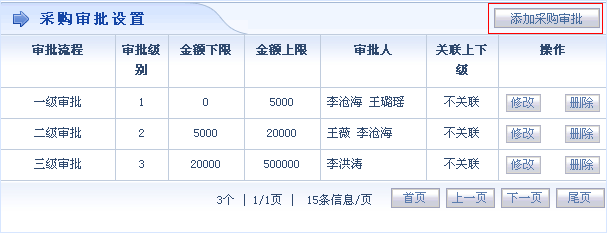 采购审批设置 添加采购审批
审批流程 审批级别 金额下限 金额上限 审批人 关联上下级 操作
一级审批 1 0 5000 李沧海 王璐瑶 不关联 修改 删除
二级审批 2 5000 20000 王薇 李沧海 不关联 修改 删除
三级审批 3 20000 500000 李洪涛 不关联 修改 删除
3个 | 1/1页 | 15条信息/页 首页 上一页 下一页 尾页